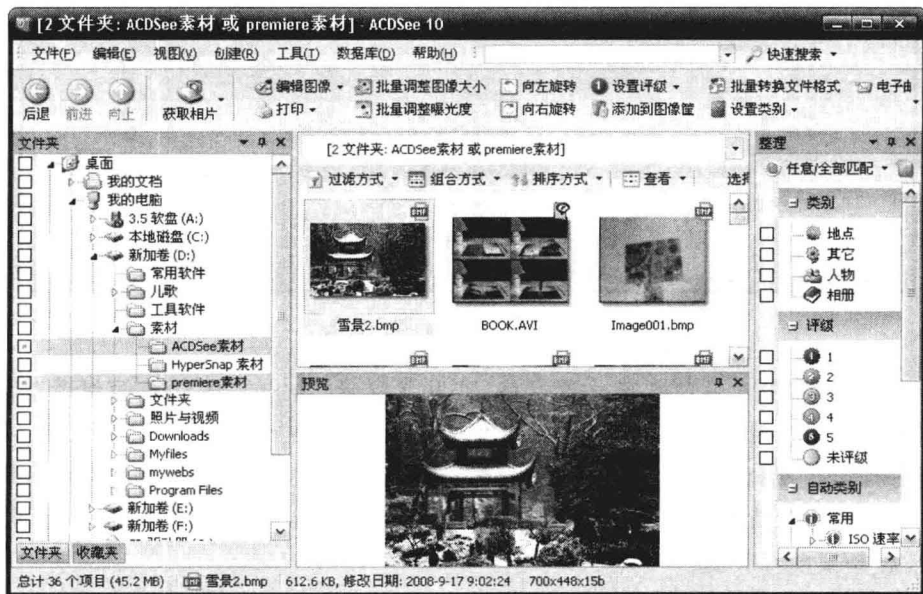 [2 文件夹: ACDSee素材 或 premiere素材] - ACDSee 10
文件(F) 编辑(E) 视图(V) 创建(R) 工具(T) 数据库(D) 帮助(H) 快速搜索
后退 前进 向上 获取相片
编辑图像 批量调整图像大小 向左旋转 设置评级 批量转换文件格式 电子邮
打印 批量调整曝光度 向右旋转 添加到图像筐 设置类别
文件夹
桌面
我的文档
我的电脑
3.5 软盘 (A:)
本地磁盘 (C:)
新加卷 (D:)
常用软件
儿歌
工具软件
素材
ACDSee素材
HyperSnap 素材
premiere素材
文件夹
照片与视频
Downloads
Myfiles
mywebs
Program Files
新加卷 (E:)
新加卷 (F:)
文件夹 收藏夹
[2 文件夹: ACDSee素材 或 premiere素材]
过滤方式 组合方式 排序方式 查看 选择
BMP
BMP
雪景2.bmp BOOK.AVI Image001.bmp
预览
整理
任意/全部匹配
类别
地点
其它
人物
相册
评级
1
2
3
4
5
未评级
自动类别
常用
ISO 速率
总计 36 个项目 (45.2 MB) 雪景2.bmp 612.6 KB, 修改日期: 2008-9-17 9:02:24 700x448x15b